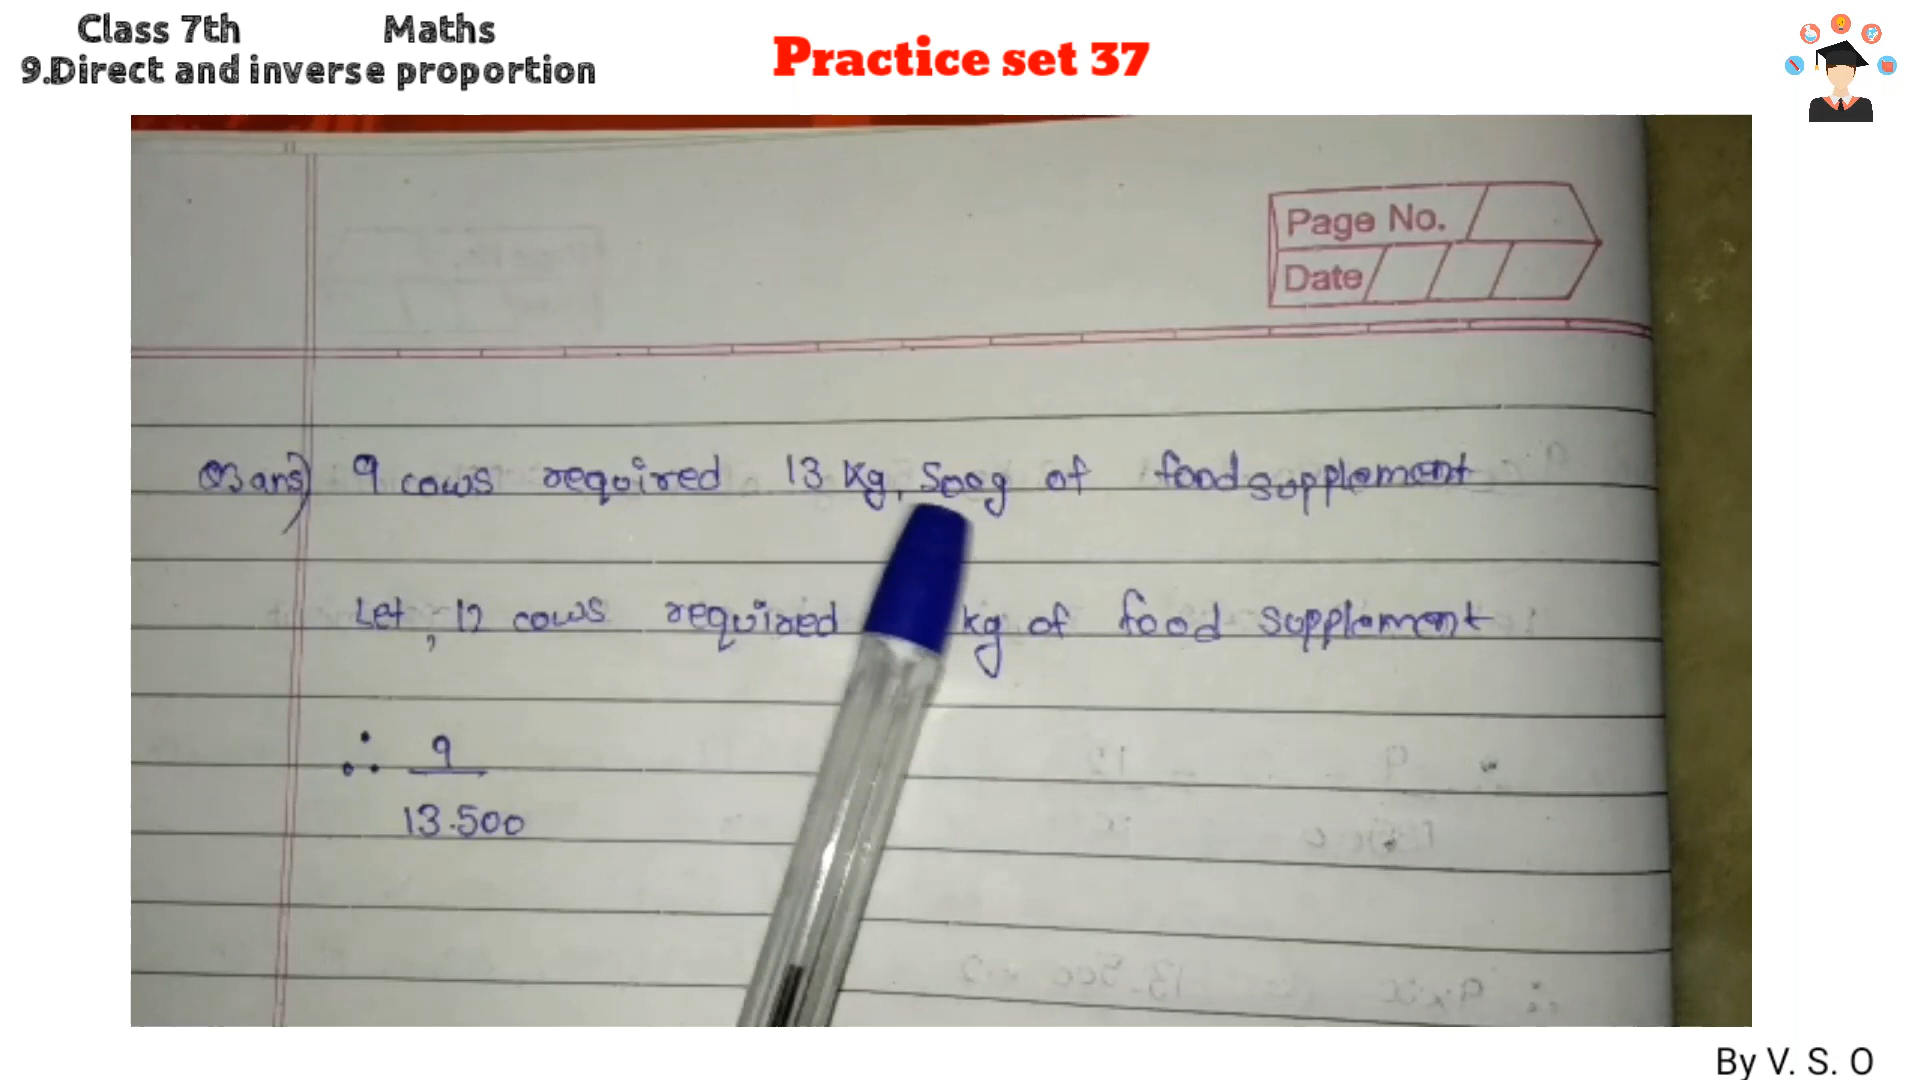 Class 7th Maths
9.Direct and inverse proportion
Practice set 37
Page No.
Date
Q3 ans) 9 cows required 13 Kg, 500g of food supplement
Let, 12 cows required kg of food supplement
∴ 9
13.500
By V. S. O